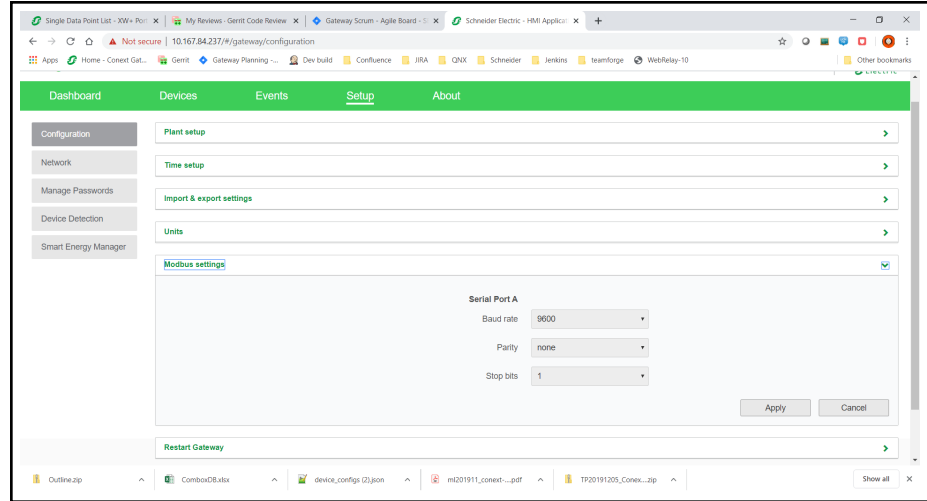 Single Data Point List - XW+ Por
My Reviews · Gerrit Code Review
Gateway Scrum - Agile Board - S
Schneider Electric - HMI Applicat
Not secure | 10.167.84.237/#/gateway/configuration
Apps Home - Conext Gat... Gerrit Gateway Planning -... Dev build Confluence JIRA QNX Schneider Jenkins teamforge WebRelay-10 Other bookmarks
Dashboard Devices Events Setup About
Configuration
Network
Manage Passwords
Device Detection
Smart Energy Manager
Plant setup
Time setup
Import & export settings
Units
Modbus settings
Serial Port A
Baud rate 9600
Parity none
Stop bits 1
Apply Cancel
Restart Gateway
Outline.zip ComboxDB.xlsx device_configs (2).json ml201911_conext-....pdf TP20191205_Conex....zip Show all